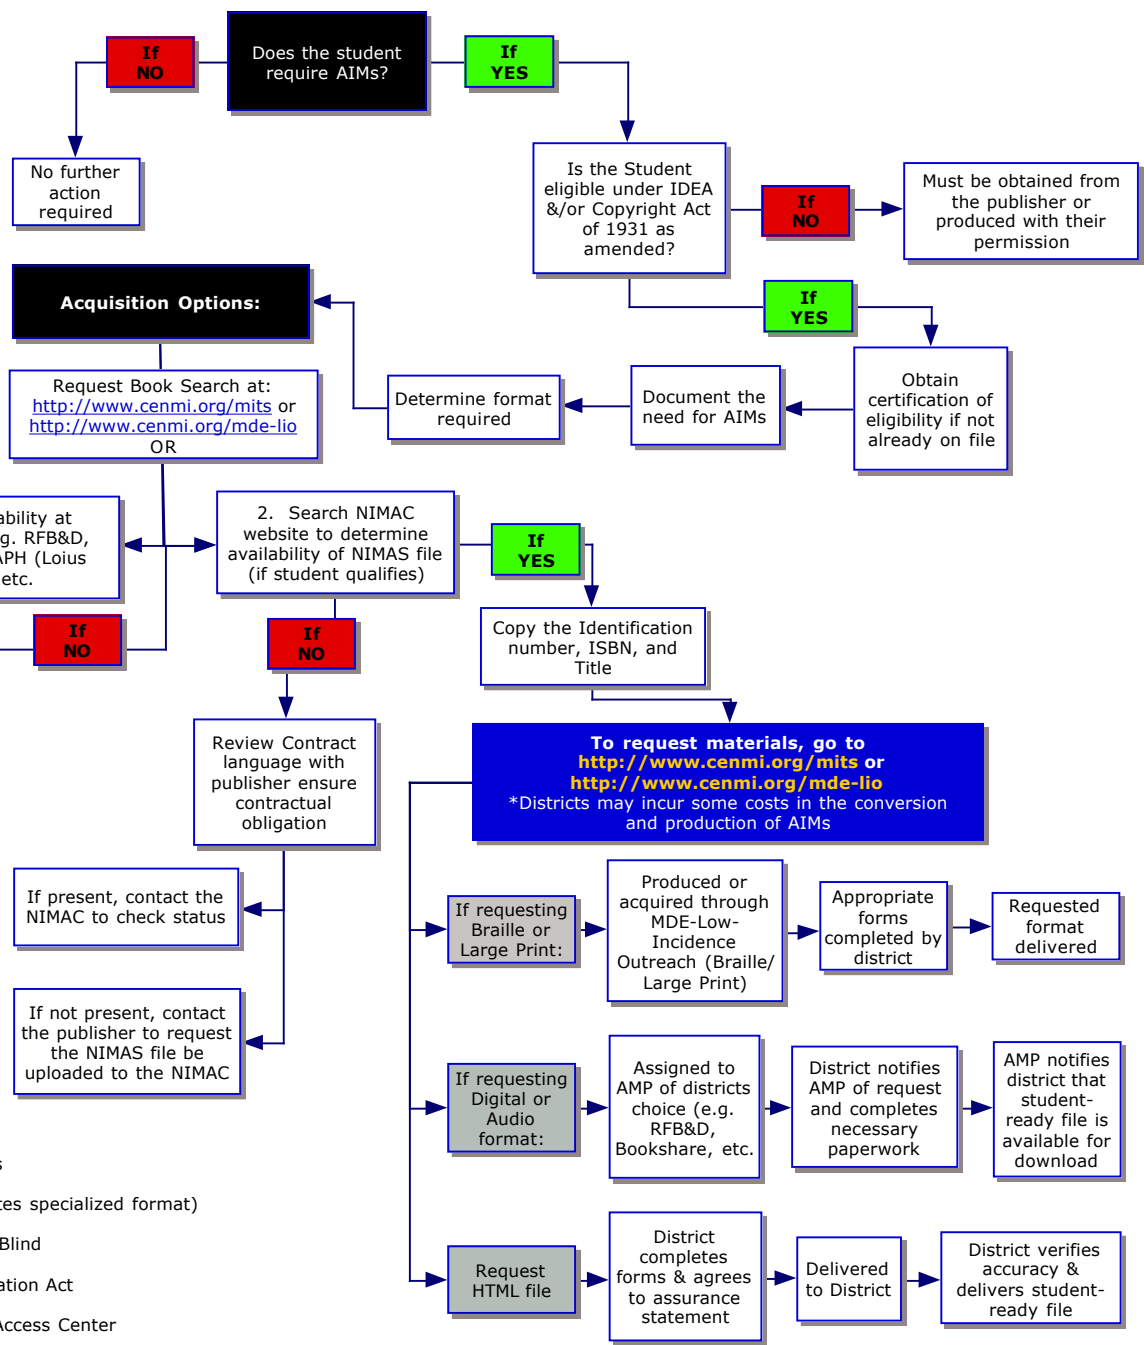 If
NO
Does the student
require AIMs?
If
YES
No further
action
required
Is the Student
eligible under IDEA
&/or Copyright Act
of 1931 as
amended?
If
NO
Must be obtained from
the publisher or
produced with their
permission
If
YES
Obtain
certification of
eligibility if not
already on file
Document the
need for AIMs
Determine format
required
Acquisition Options:
Request Book Search at:
http://www.cenmi.org/mits or
http://www.cenmi.org/mde-lio
OR
ability at
g. RFB&D,
APH (Loius
etc.
If
NO
2. Search NIMAC
website to determine
availability of NIMAS file
(if student qualifies)
If
YES
If
NO
Copy the Identification
number, ISBN, and
Title
Review Contract
language with
publisher ensure
contractual
obligation
If present, contact the
NIMAC to check status
If not present, contact
the publisher to request
the NIMAS file be
uploaded to the NIMAC
To request materials, go to
http://www.cenmi.org/mits or
http://www.cenmi.org/mde-lio
*Districts may incur some costs in the conversion
and production of AIMs
If requesting
Braille or
Large Print:
Produced or
acquired through
MDE-Low-
Incidence
Outreach (Braille/
Large Print)
Appropriate
forms
completed by
district
Requested
format
delivered
If requesting
Digital or
Audio
format:
Assigned to
AMP of districts
choice (e.g.
RFB&D,
Bookshare, etc.
District notifies
AMP of request
and completes
necessary
paperwork
AMP notifies
district that
student-
ready file is
available for
download
Request
HTML file
District
completes
forms & agrees
to assurance
statement
Delivered
to District
District verifies
accuracy &
delivers student-
ready file
s
tes specialized format)
Blind
ation Act
Access Center